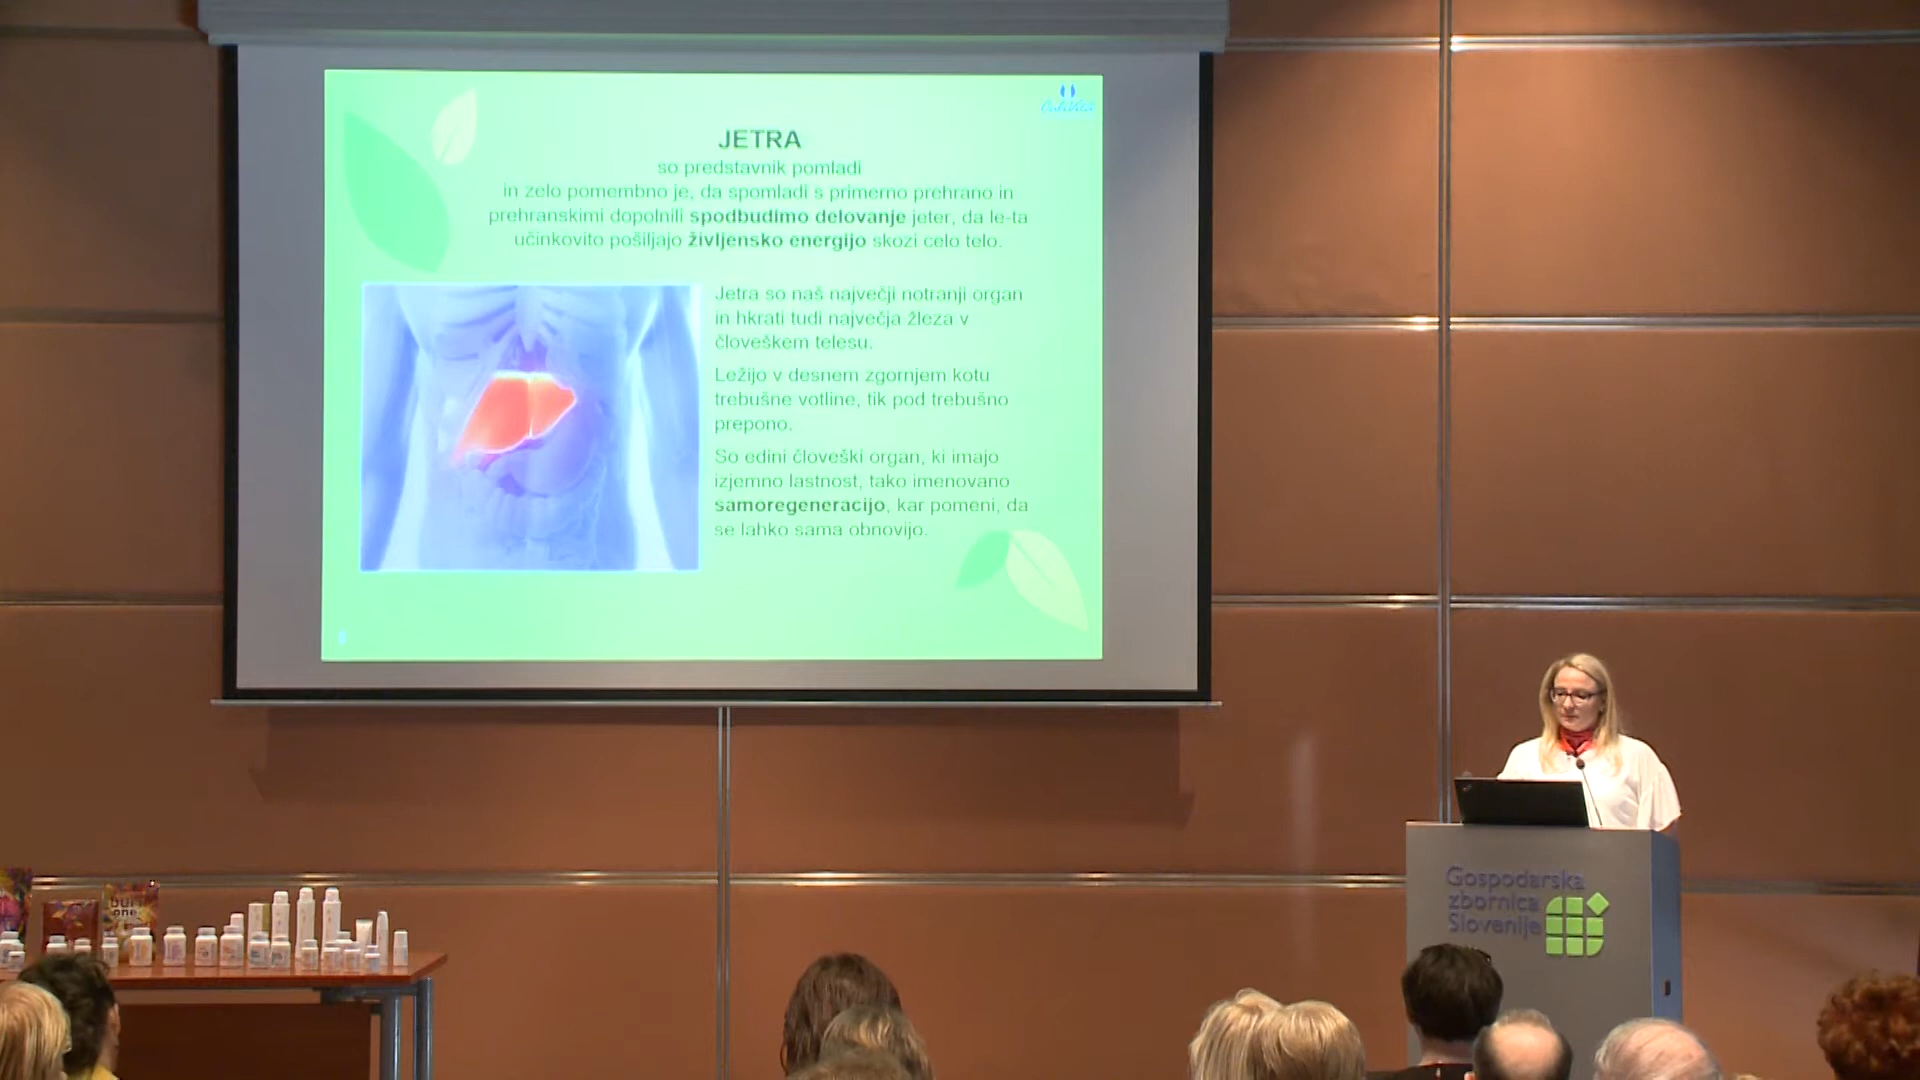 CaliVita
JETRA
so predstavnik pomladi
in zelo pomembno je, da spomladi s primerno prehrano in
prehranskimi dopolnili spodbudimo delovanje jeter, da le-ta
učinkovito pošiljajo življensko energijo skozi celo telo.
Jetra so naš največji notranji organ
in hkrati tudi največja žleza v
človeškem telesu.
Ležijo v desnem zgornjem kotu
trebušne votline, tik pod trebušno
prepono.
So edini človeški organ, ki imajo
izjemno lastnost, tako imenovano
samoregeneracijo, kar pomeni, da
se lahko sama obnovijo.
Gospodarska
zbornica
Slovenije
one